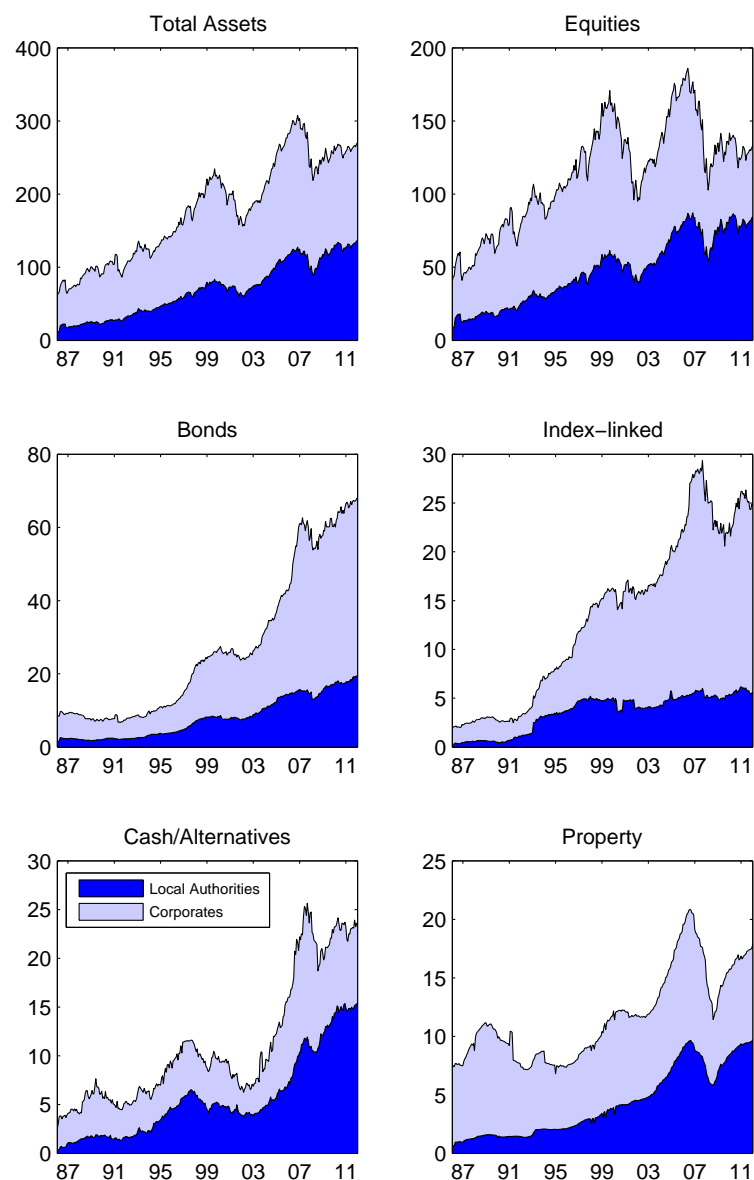 Total Assets
400
300
200
100
0
87 91 95 99 03 07 11
Equities
200
150
100
50
0
87 91 95 99 03 07 11
Bonds
80
60
40
20
0
87 91 95 99 03 07 11
Index−linked
30
25
20
15
10
5
0
87 91 95 99 03 07 11
Cash/Alternatives
30
25
20
15
10
5
0
Local Authorities
Corporates
87 91 95 99 03 07 11
Property
25
20
15
10
5
0
87 91 95 99 03 07 11